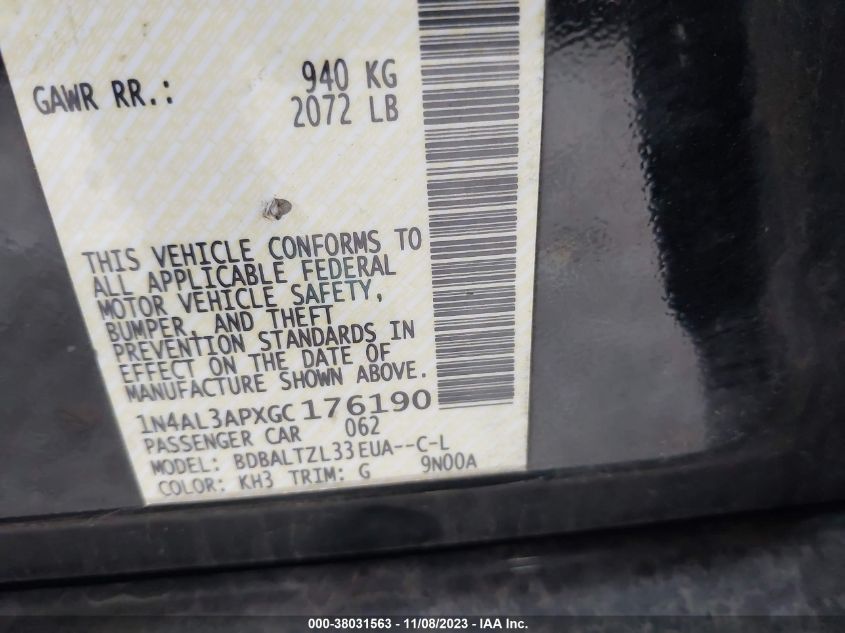 GAWR RR.: 940 KG
2072 LB
THIS VEHICLE CONFORMS TO
ALL APPLICABLE FEDERAL
MOTOR VEHICLE SAFETY,
BUMPER, AND THEFT
PREVENTION STANDARDS IN
EFFECT ON THE DATE OF
MANUFACTURE SHOWN ABOVE.
1N4AL3APXGC176190
PASSENGER CAR 062
MODEL: BDBALTZL33EUA--C-L
COLOR: KH3 TRIM: G 9N00A
000-38031563 - 11/08/2023 - IAA Inc.